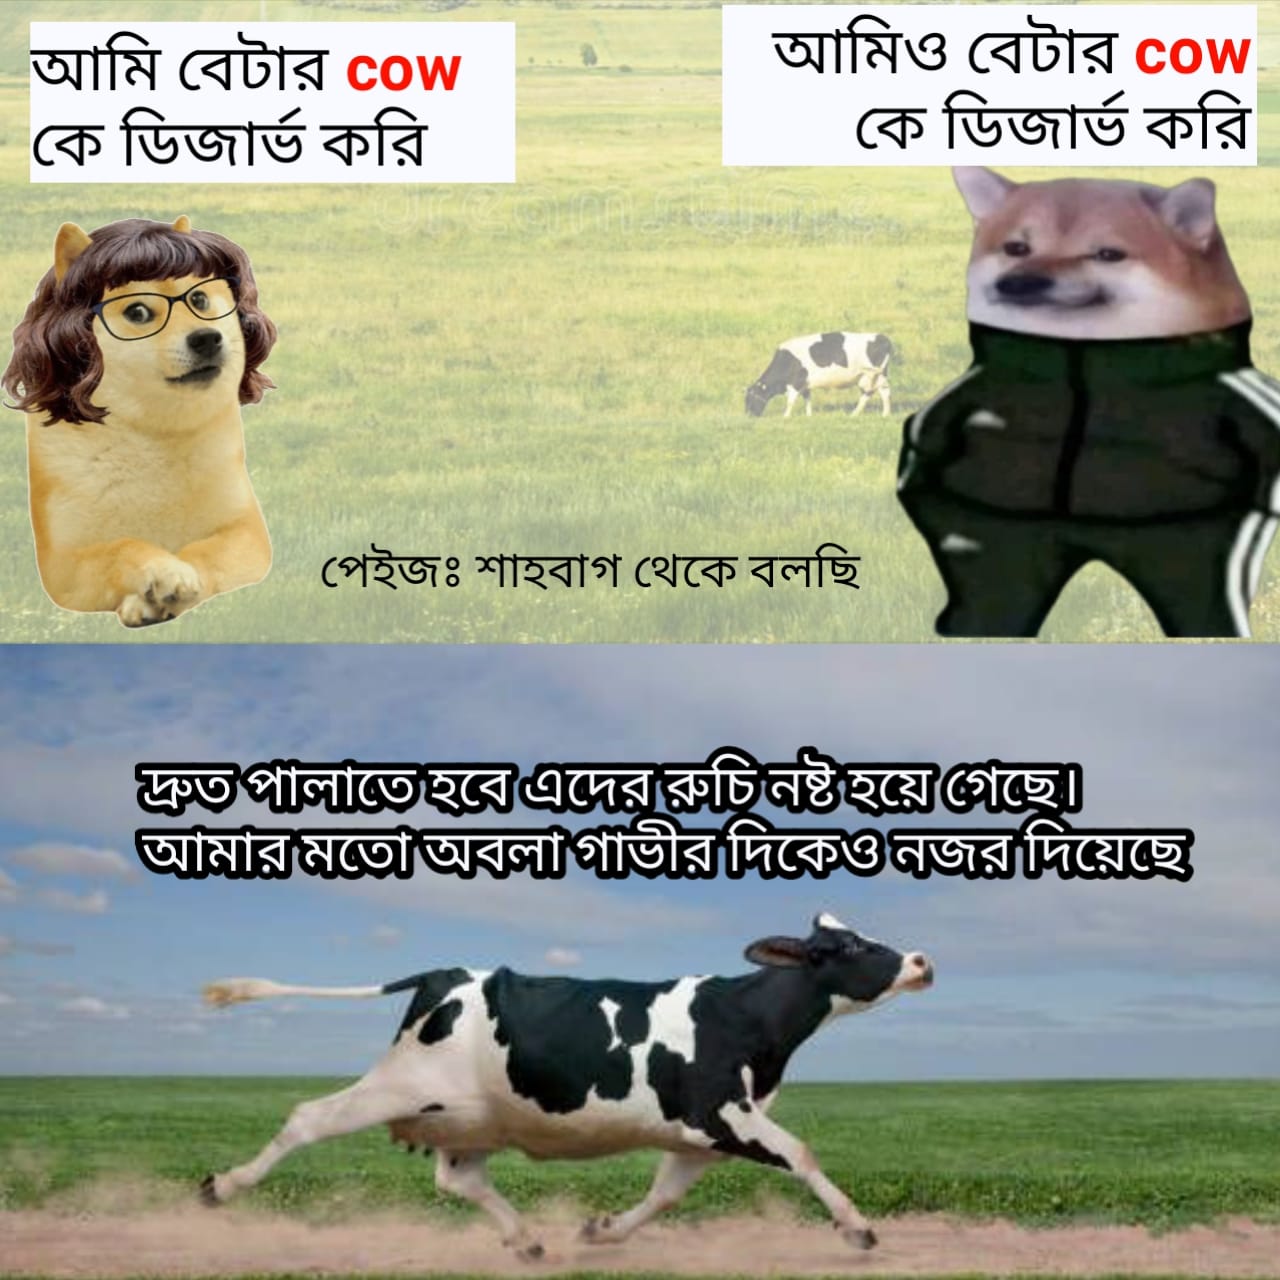 আমি বেটার cow
কে ডিজার্ভ করি
আমিও বেটার cow
কে ডিজার্ভ করি
পেইজঃ শাহবাগ থেকে বলছি
দ্রুত পালাতে হবে এদের রুচি নষ্ট হয়ে গেছে।
আমার মতো অবলা গাভীর দিকেও নজর দিয়েছে